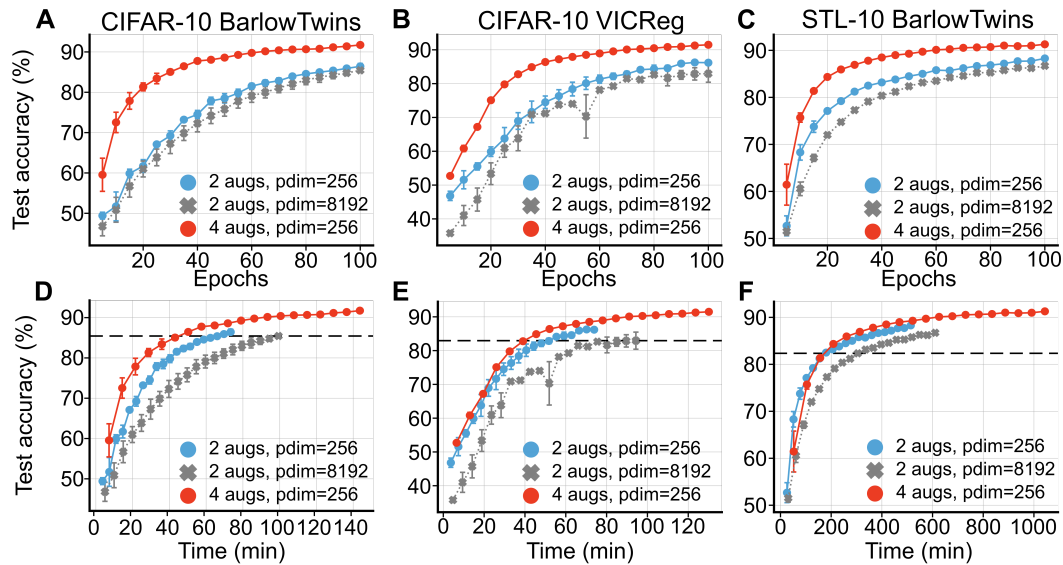 A CIFAR-10 BarlowTwins
Test accuracy (%)
90
80
70
60
50
20 40 60 80 100
Epochs
2 augs, pdim=256
2 augs, pdim=8192
4 augs, pdim=256
B CIFAR-10 VICReg
90
80
70
60
50
40
20 40 60 80 100
Epochs
2 augs, pdim=256
2 augs, pdim=8192
4 augs, pdim=256
C STL-10 BarlowTwins
90
80
70
60
50
20 40 60 80 100
Epochs
2 augs, pdim=256
2 augs, pdim=8192
4 augs, pdim=256
D
Test accuracy (%)
90
80
70
60
50
0 20 40 60 80 100 120 140
Time (min)
2 augs, pdim=256
2 augs, pdim=8192
4 augs, pdim=256
E
90
80
70
60
50
40
0 20 40 60 80 100 120
Time (min)
2 augs, pdim=256
2 augs, pdim=8192
4 augs, pdim=256
F
90
80
70
60
50
0 200 400 600 800 1000
Time (min)
2 augs, pdim=256
2 augs, pdim=8192
4 augs, pdim=256